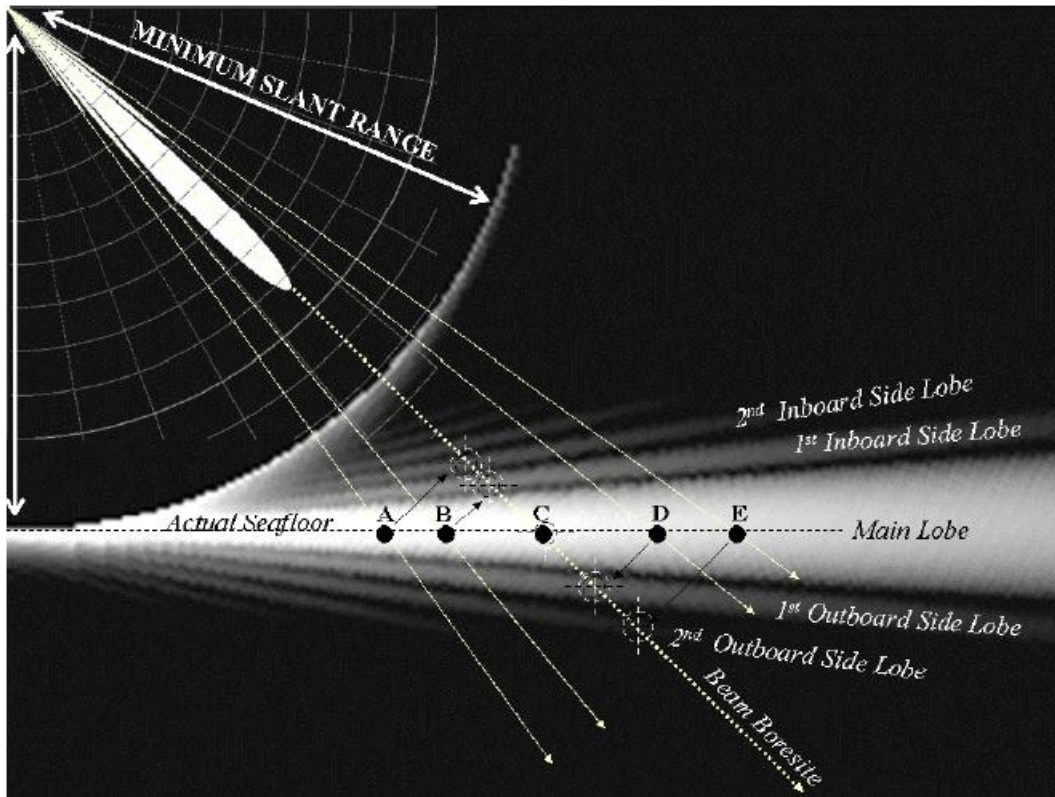 MINIMUM SLANT RANGE
2nd Inboard Side Lobe
1st Inboard Side Lobe
Actual Seafloor
A
B
C
D
E
Main Lobe
1st Outboard Side Lobe
2nd Outboard Side Lobe
Beam Boresite